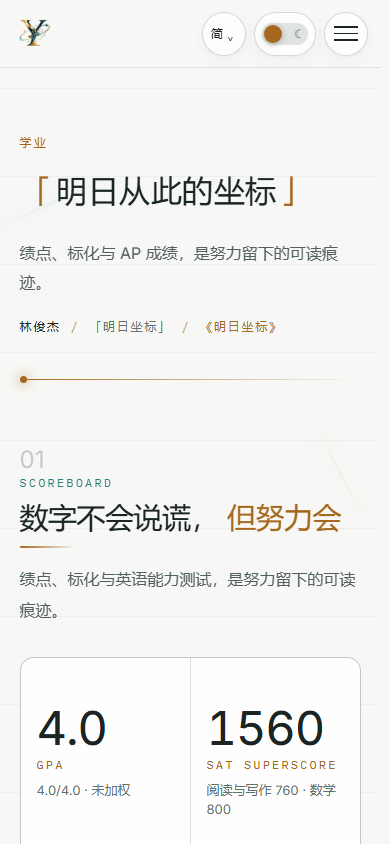 简
学业
「明日从此的坐标」
绩点、标化与 AP 成绩，是努力留下的可读痕
迹。
林俊杰 / 「明日坐标」 / 《明日坐标》
01
SCOREBOARD
数字不会说谎，但努力会
绩点、标化与英语能力测试，是努力留下的可读
痕迹。
4.0
GPA
4.0/4.0 · 未加权
1560
SAT SUPERSCORE
阅读与写作 760 · 数学
800